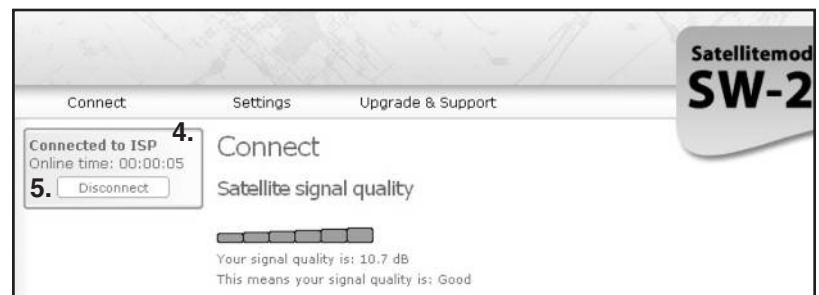 Satellitemod
SW-2
Connect Settings Upgrade & Support
4.
Connected to ISP
Online time: 00:00:05
5. Disconnect
Connect
Satellite signal quality
Your signal quality is: 10.7 dB
This means your signal quality is: Good